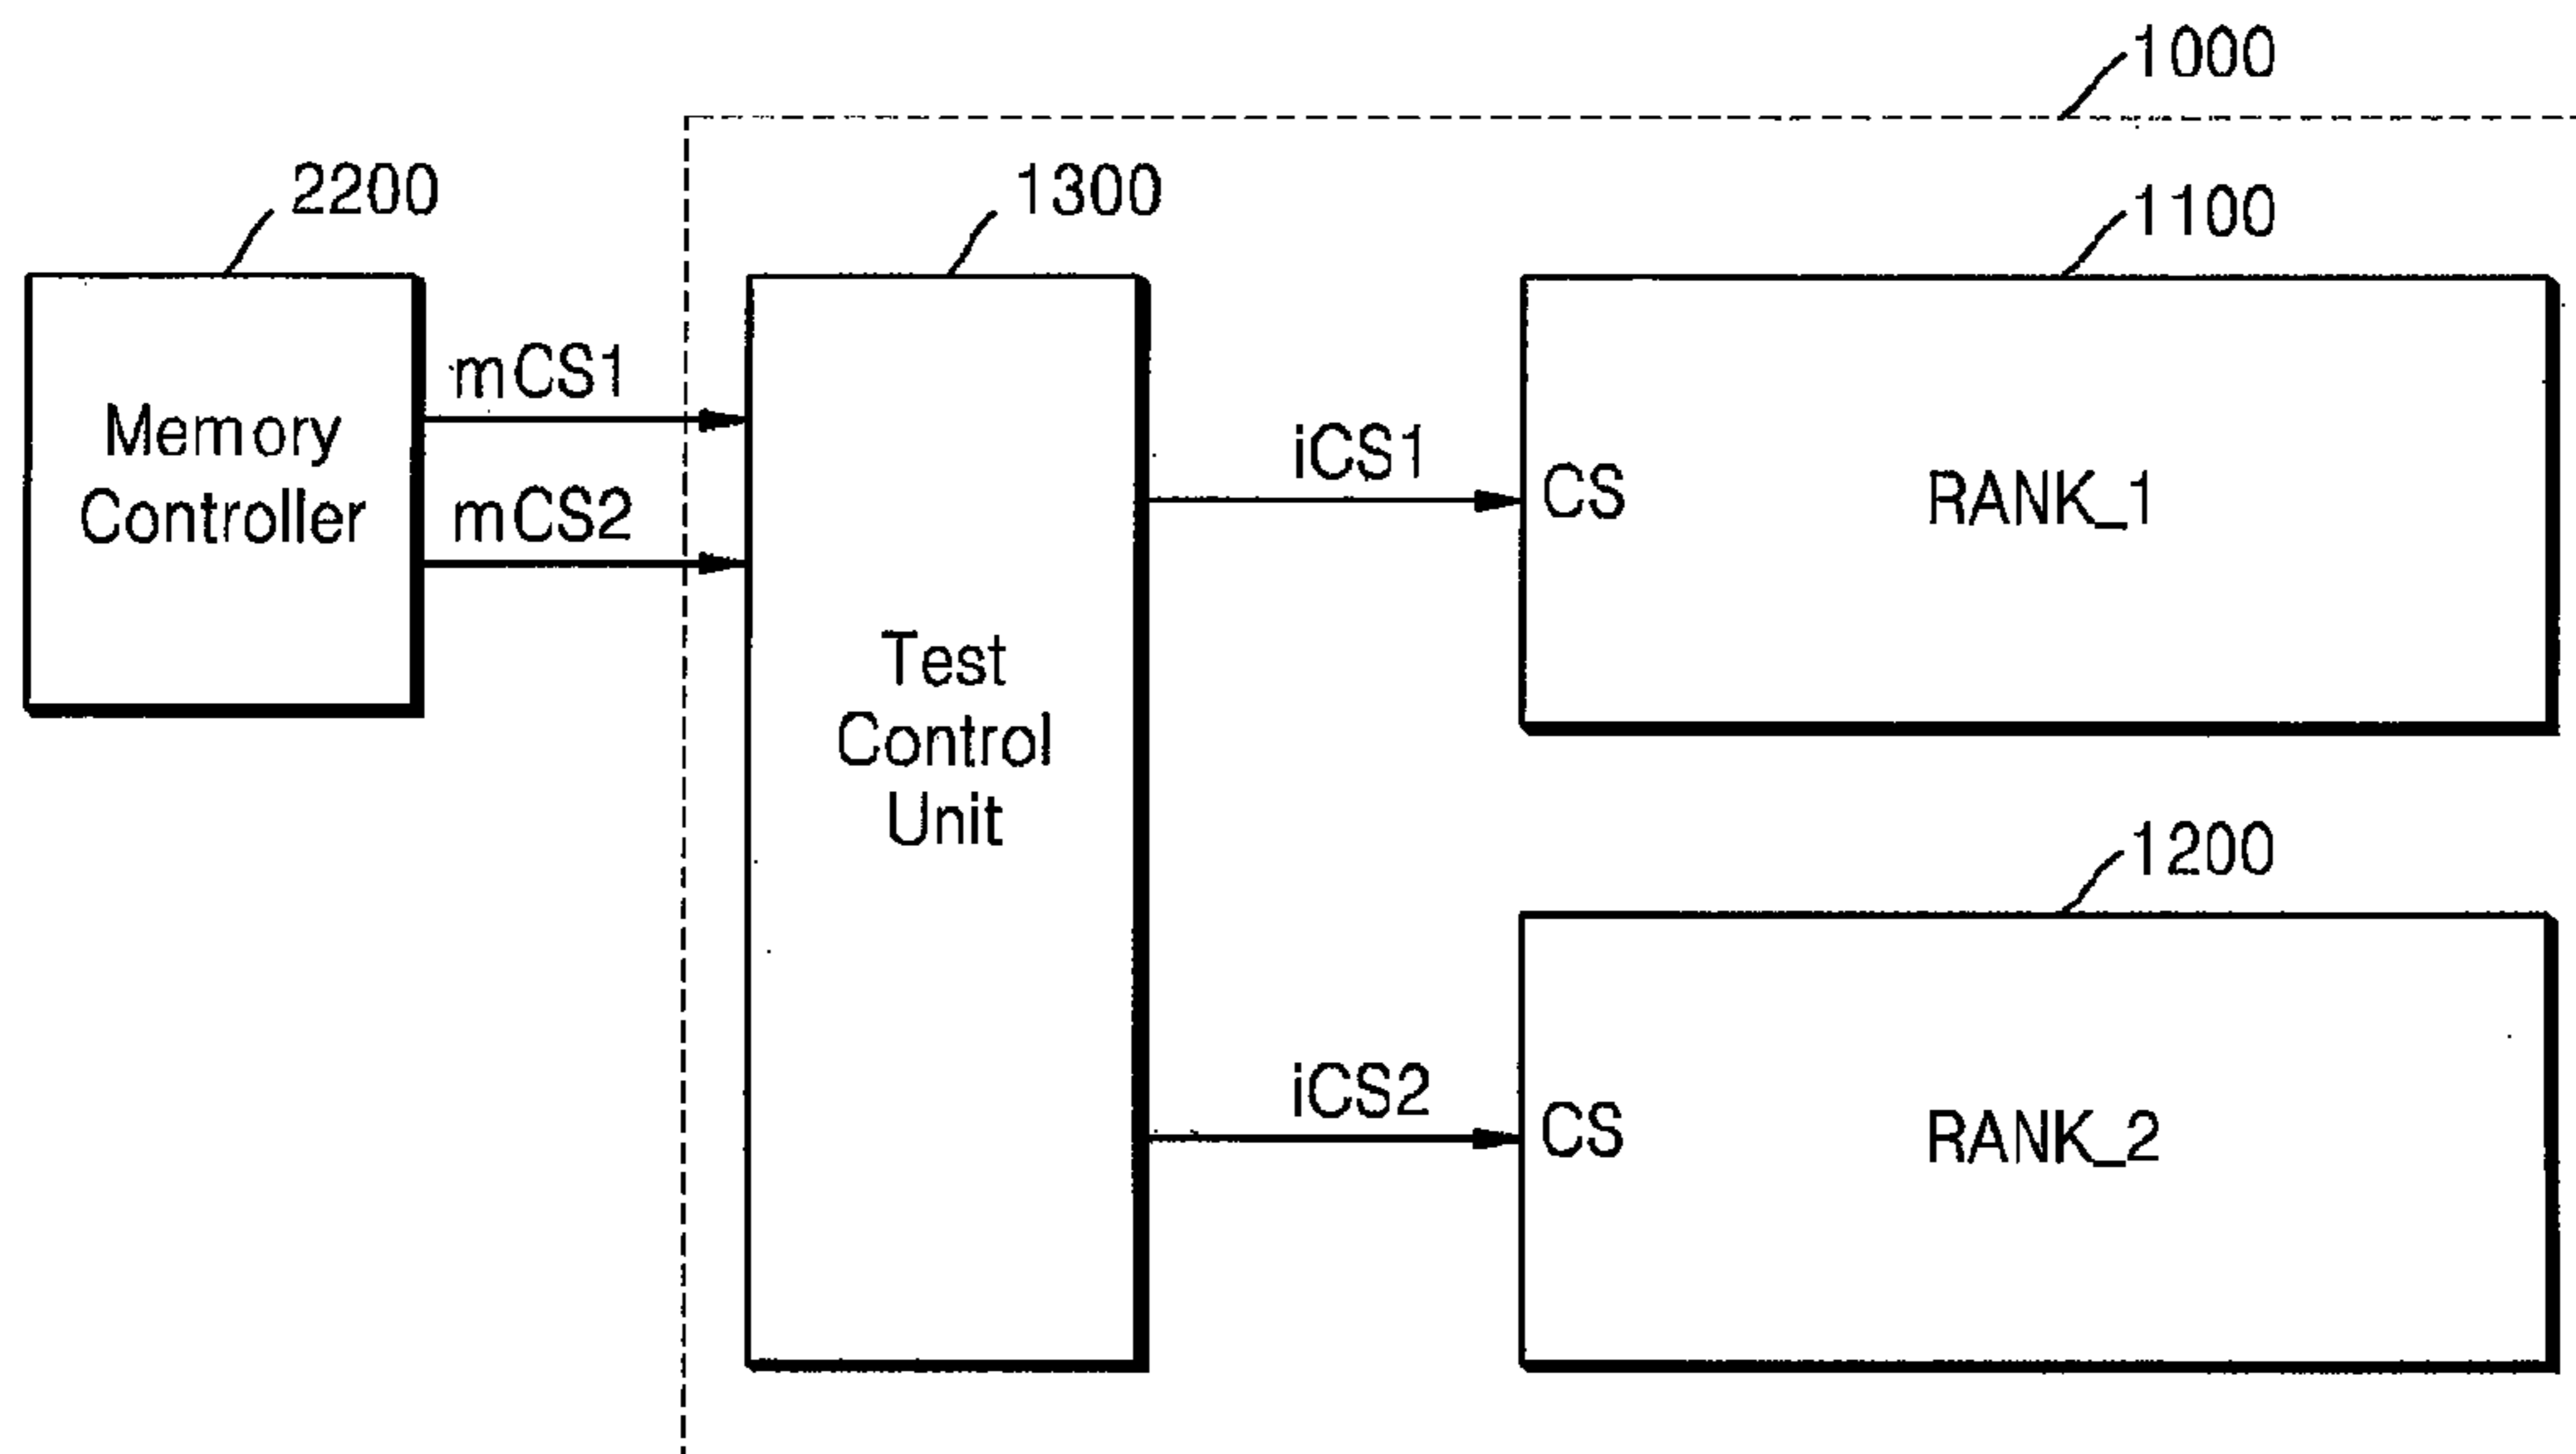 1000
2200
1300
1100
mCS1
Memory
Controller
mCS2
iCS1
CS
RANK_1
Test
Control
Unit
1200
iCS2
CS
RANK_2